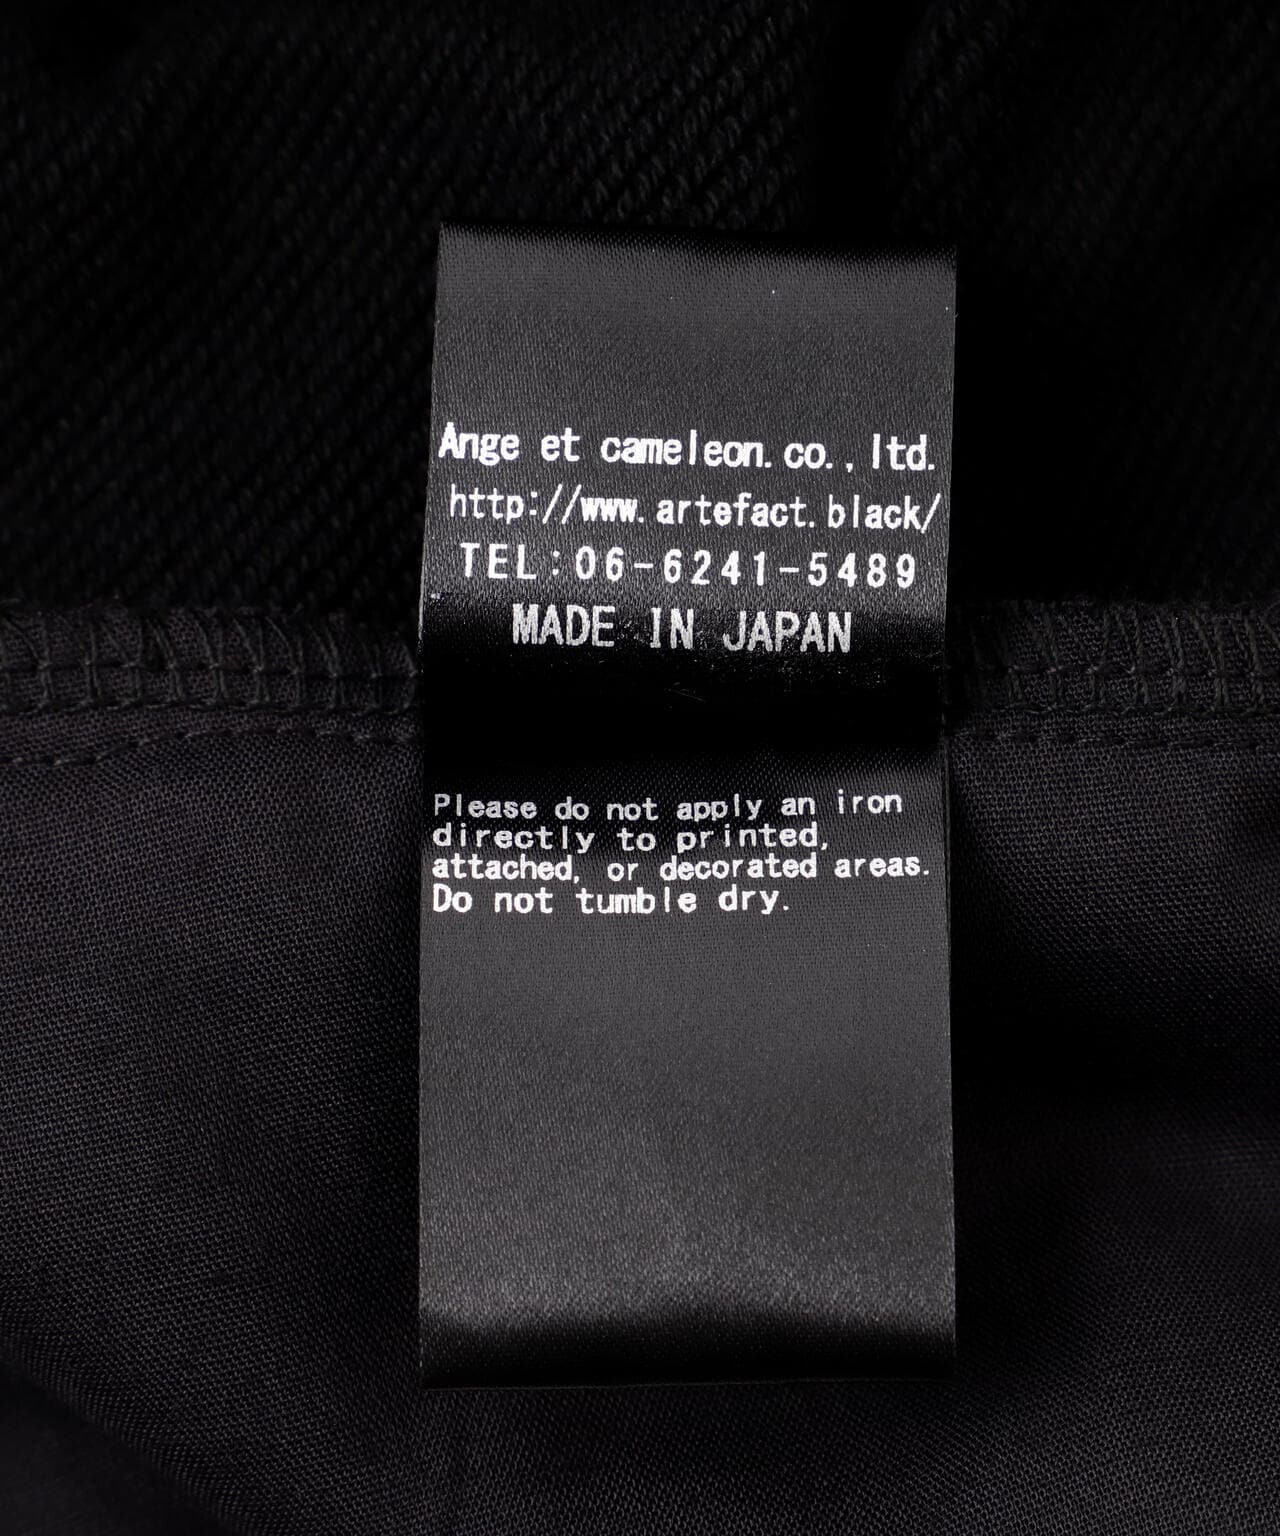 Ange et cameleon.co.,ltd.
http://www.artefact.black/
TEL:06-6241-5489
MADE IN JAPAN
Please do not apply an iron
directly to printed,
attached, or decorated areas.
Do not tumble dry.